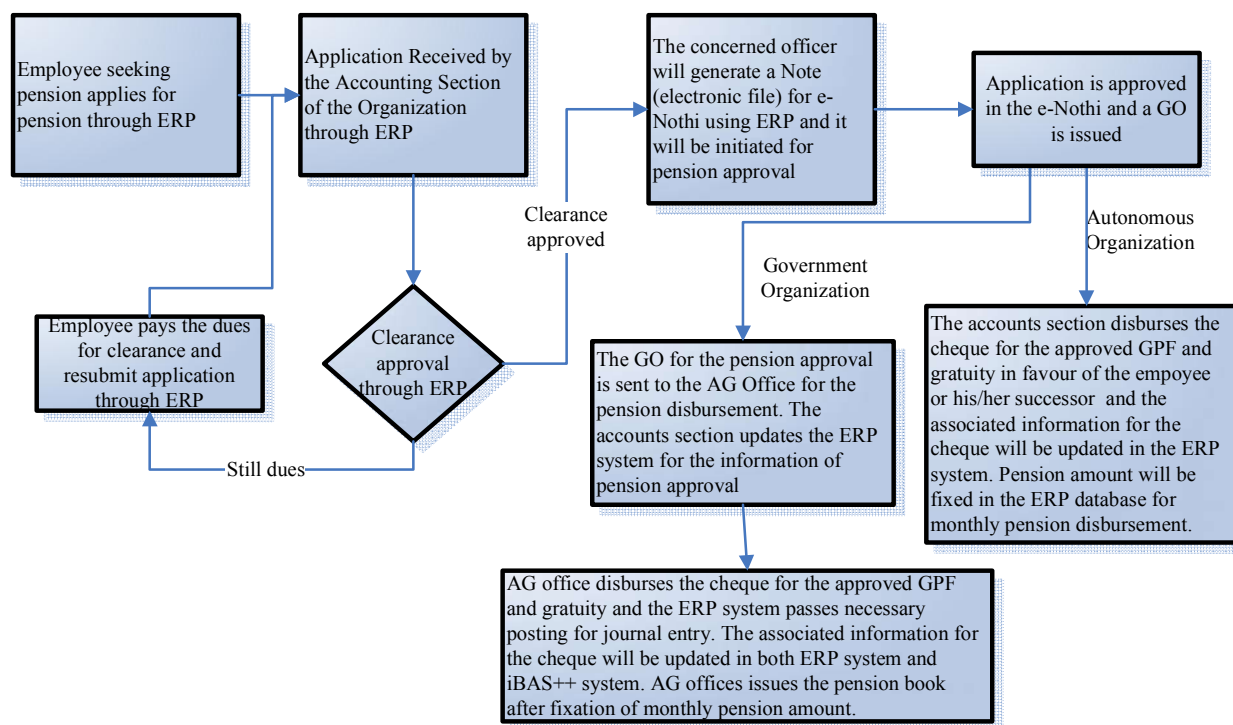 Employee seeking
pension applies for
pension through ERP
Application Received by
the Accounting Section
of the Organization
through ERP
The concerned officer
will generate a Note
(electronic file) for e-
Nothi using ERP and it
will be initiated for
pension approval
Application is approved
in the e-Nothi and a GO
is issued
Clearance
approved
Autonomous
Organization
Government
Organization
Employee pays the dues
for clearance and
resubmit application
through ERP
Clearance
approval
through ERP
Still dues
The GO for the pension approval
is sent to the AG Office for the
pension disbursement. The
accounts section updates the ERP
system for the information of
pension approval
The accounts section disburses the
cheque for the approved GPF and
gratuity in favour of the empoyee
or his/her successor and the
associated information for the
cheque will be updated in the ERP
system. Pension amount will be
fixed in the ERP database for
monthly pension disbursement.
AG office disburses the cheque for the approved GPF
and gratuity and the ERP system passes necessary
posting for journal entry. The associated information for
the cheque will be updated in both ERP system and
iBAS++ system. AG offices issues the pension book
after fixation of monthly pension amount.